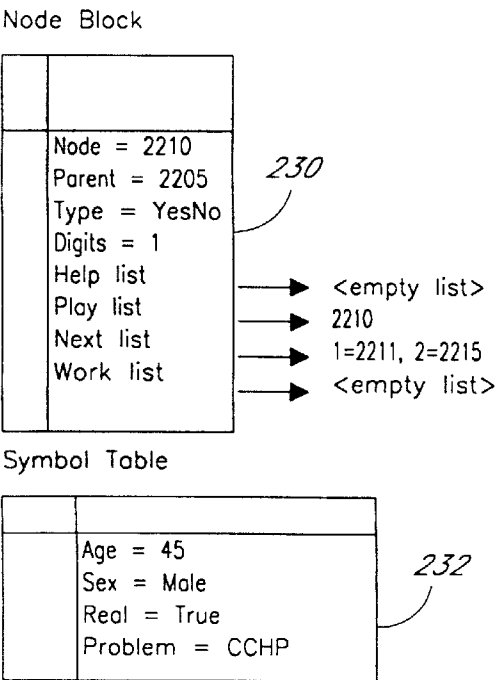 Node Block
Node = 2210
Parent = 2205
Type = YesNo
Digits = 1
Help list
Play list
Next list
Work list
230
<empty list>
2210
1=2211, 2=2215
<empty list>
Symbol Table
Age = 45
Sex = Male
Real = True
Problem = CCHP
232